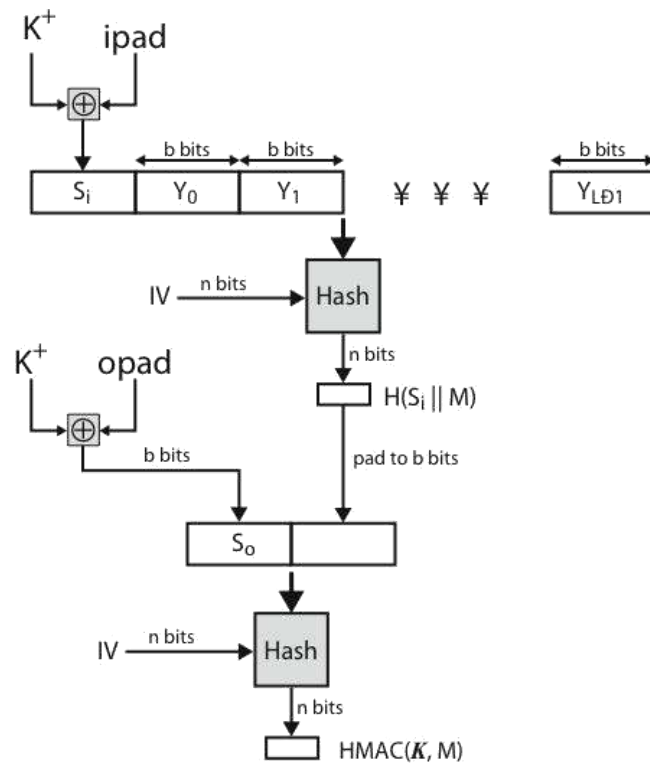 K+ ipad
⊕
b bits b bits b bits
Si Y0 Y1 ¥ ¥ ¥ YLĐ1
IV n bits Hash
n bits
K+ opad
H(Si || M)
⊕
b bits pad to b bits
So
n bits
IV Hash
n bits
HMAC(K, M)